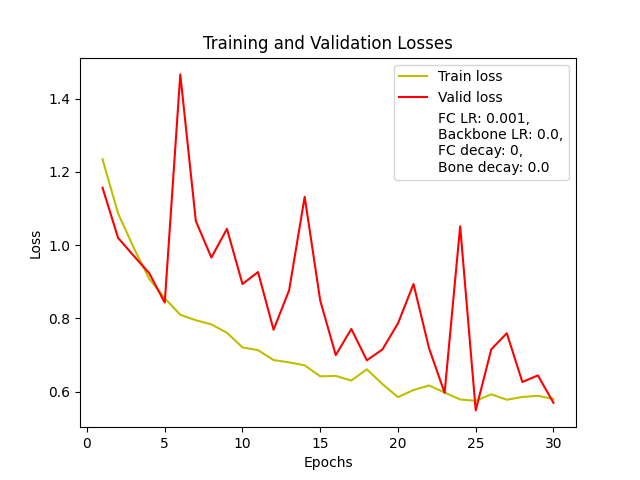 Training and Validation Losses
Train loss
Valid loss
FC LR: 0.001,
Backbone LR: 0.0,
FC decay: 0,
Bone decay: 0.0
1.4
1.2
1.0
0.8
0.6
Loss
0 5 10 15 20 25 30
Epochs